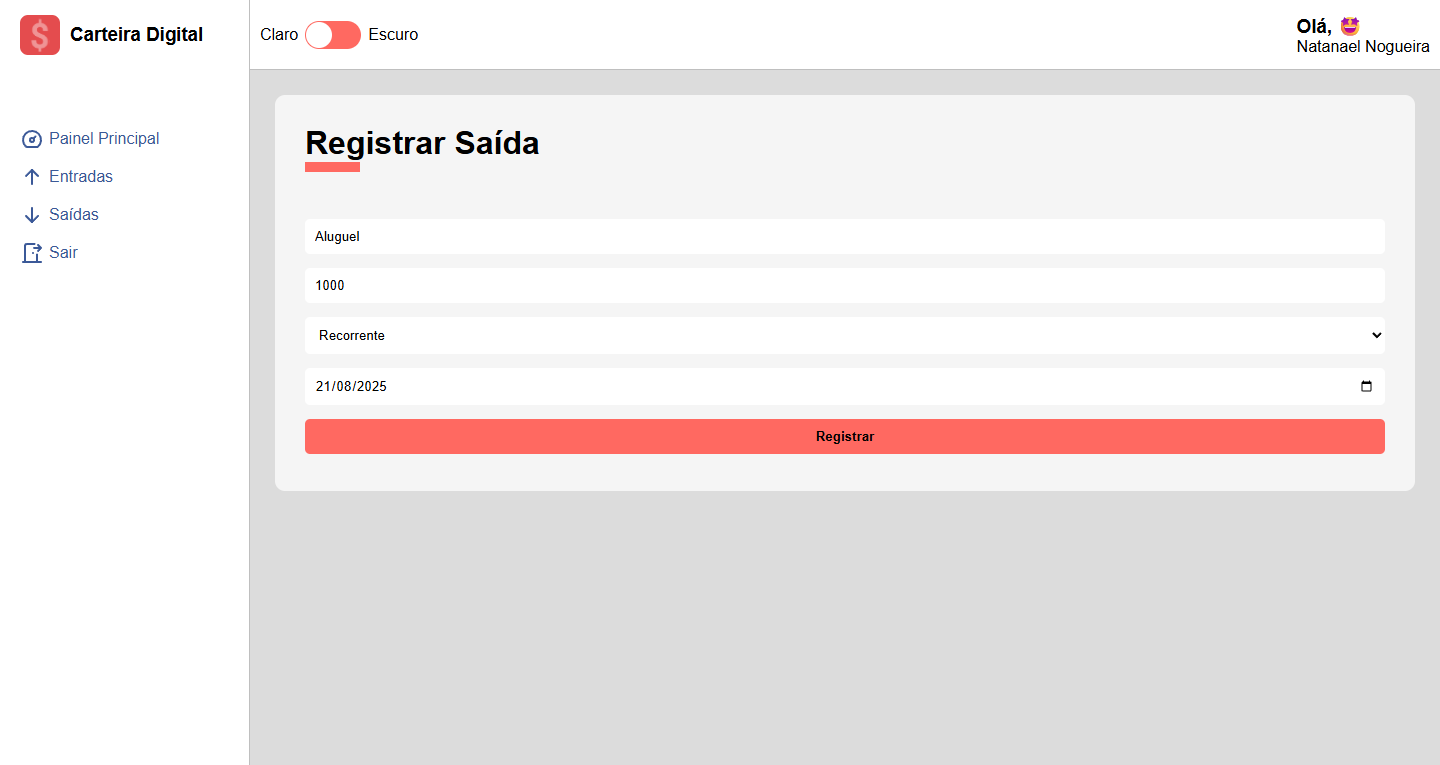 $ Carteira Digital
Claro Escuro
Olá, 🤩
Natanael Nogueira
Painel Principal
Entradas
Saídas
Sair
Registrar Saída
Aluguel
1000
Recorrente
21/08/2025
Registrar